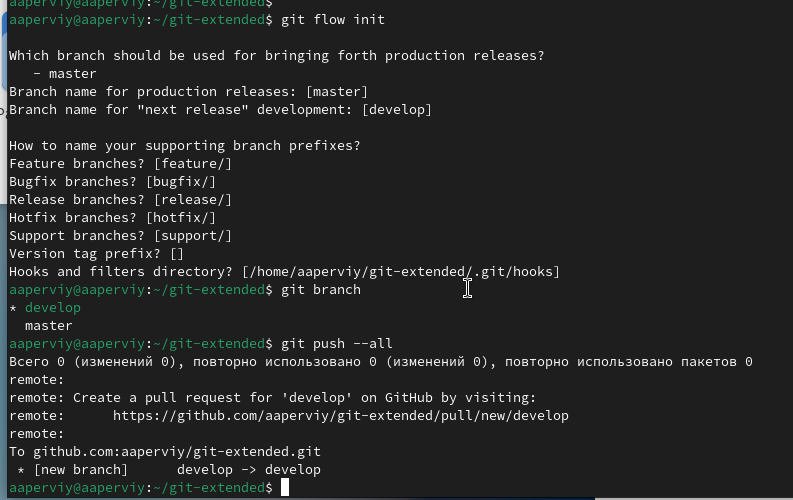 aaperviy@aaperviy:~/git-extended$
aaperviy@aaperviy:~/git-extended$ git flow init
Which branch should be used for bringing forth production releases?
   - master
Branch name for production releases: [master]
Branch name for "next release" development: [develop]
How to name your supporting branch prefixes?
Feature branches? [feature/]
Bugfix branches? [bugfix/]
Release branches? [release/]
Hotfix branches? [hotfix/]
Support branches? [support/]
Version tag prefix? []
Hooks and filters directory? [/home/aaperviy/git-extended/.git/hooks]
aaperviy@aaperviy:~/git-extended$ git branch
* develop
  master
aaperviy@aaperviy:~/git-extended$ git push --all
Всего 0 (изменений 0), повторно использовано 0 (изменений 0), повторно использовано пакетов 0
remote:
remote: Create a pull request for 'develop' on GitHub by visiting:
remote:      https://github.com/aaperviy/git-extended/pull/new/develop
remote:
To github.com:aaperviy/git-extended.git
 * [new branch]      develop -> develop
aaperviy@aaperviy:~/git-extended$